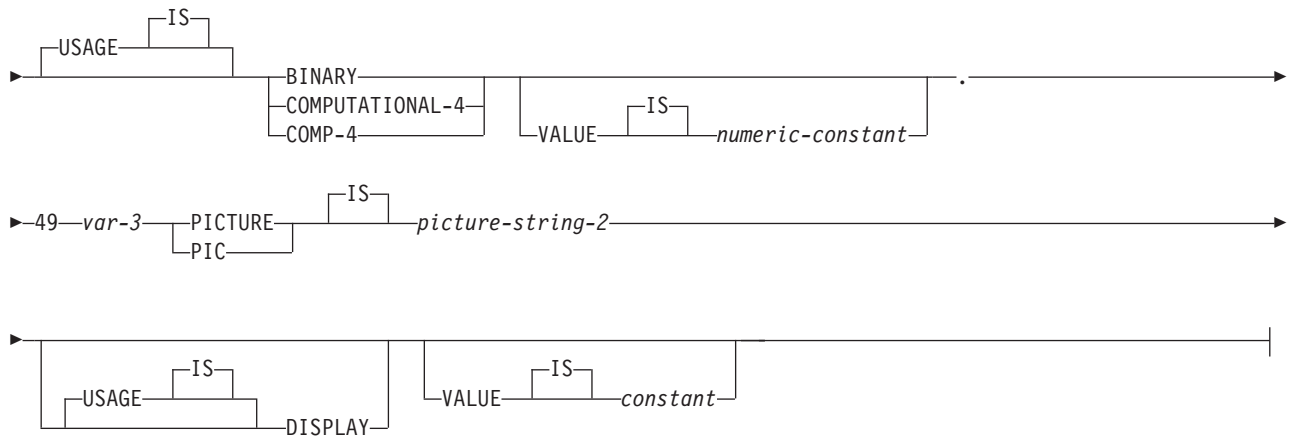 IS
USAGE
BINARY .
COMPUTATIONAL-4 IS
COMP-4 VALUE numeric-constant
IS
49 var-3 PICTURE picture-string-2
PIC
IS IS
USAGE VALUE constant
DISPLAY